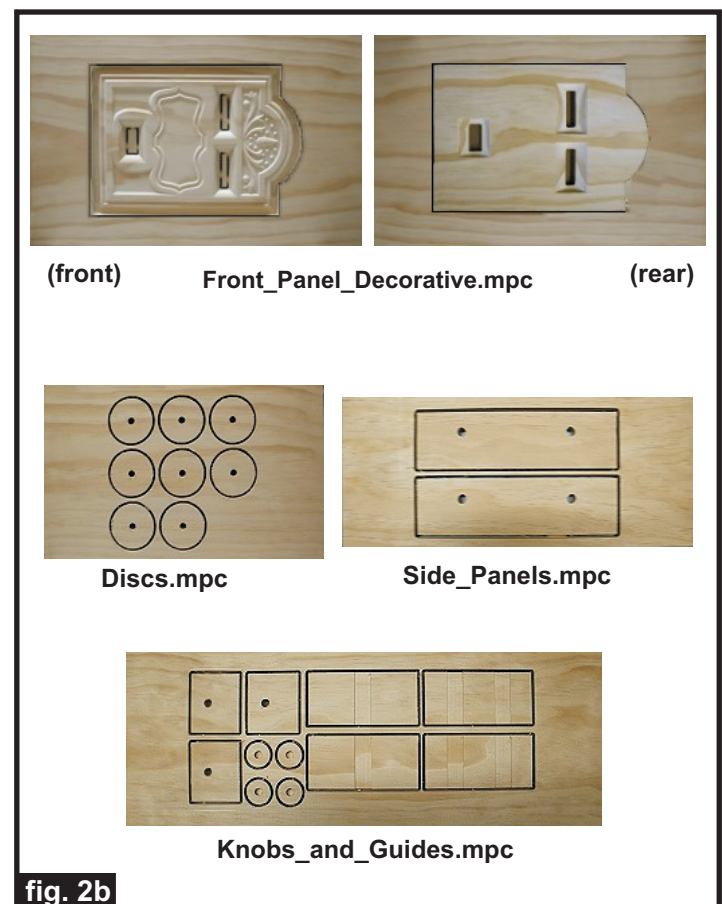 (front) Front_Panel_Decorative.mpc (rear)
Discs.mpc Side_Panels.mpc
Knobs_and_Guides.mpc
fig. 2b